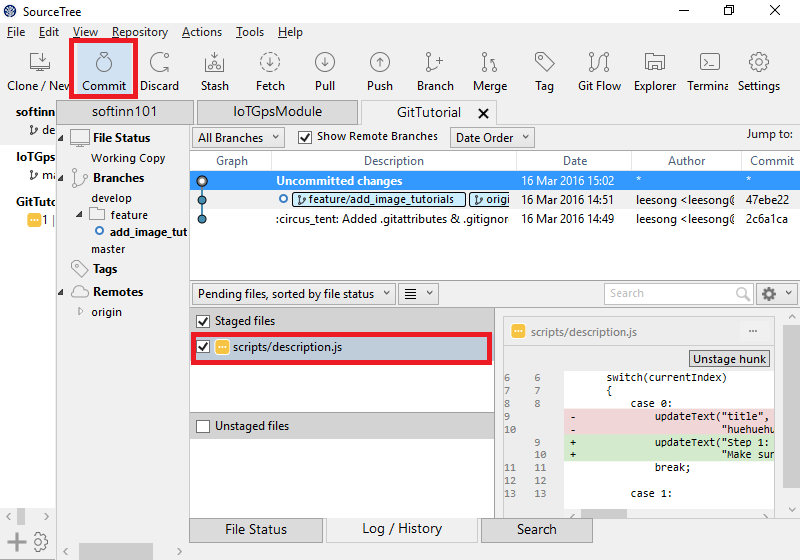 SourceTree
File Edit View Repository Actions Tools Help
Clone / New Commit Discard Stash Fetch Pull Push Branch Merge Tag Git Flow Explorer Termina Settings
softinn101 IoTGpsModule GitTutorial
softinn
de
IoTGps
ma
GitTuto
1
File Status
Working Copy
Branches
develop
feature
add_image_tut
master
Tags
Remotes
origin
All Branches Show Remote Branches Date Order Jump to:
Graph Description Date Author Commit
Uncommitted changes 16 Mar 2016 15:02 * *
feature/add_image_tutorials origi 16 Mar 2016 14:51 leesong <leesong@ 47ebe22
:circus_tent: Added .gitattributes & .gitignor 16 Mar 2016 14:49 leesong <leesong@ 2c6a1ca
Pending files, sorted by file status Search
Staged files
scripts/description.js
Unstaged files
scripts/description.js
Unstage hunk
6 6 switch(currentIndex)
7 7 {
8 8 case 0:
9 - updateText("title",
10 - "huehuehu
9 + updateText("Step 1:
10 + "Make sur
11 11 break;
12 12
13 13 case 1:
File Status Log / History Search